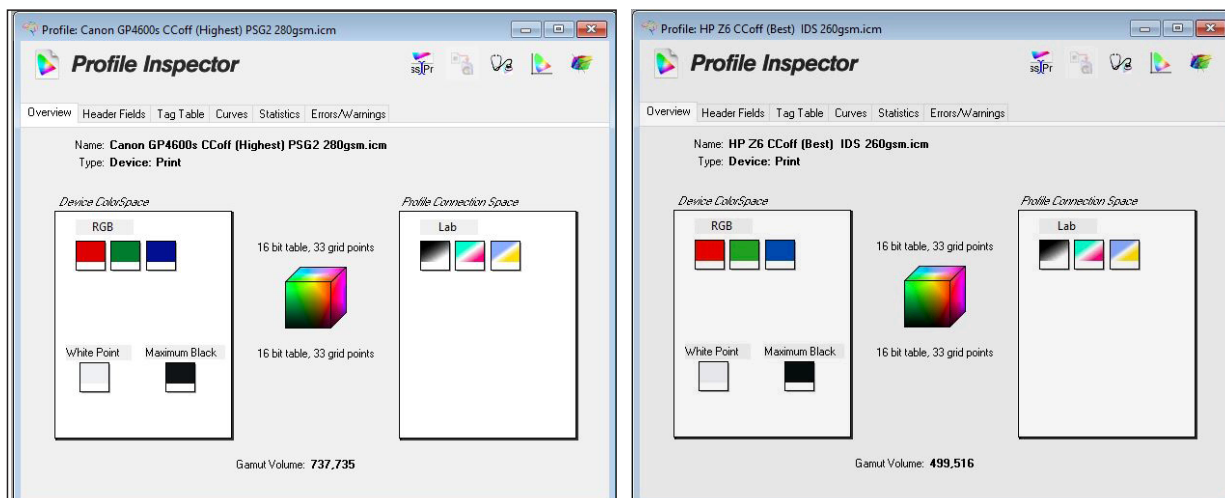 Profile: Canon GP4600s CCoff (Highest) PSG2 280gsm.icm
Profile Inspector
Overview Header Fields Tag Table Curves Statistics Errors/Warnings
Name: Canon GP4600s CCoff (Highest) PSG2 280gsm.icm
Type: Device: Print
Device ColorSpace
Profile Connection Space
RGB
Lab
16 bit table, 33 grid points
16 bit table, 33 grid points
White Point
Maximum Black
Gamut Volume: 737,735
Profile: HP Z6 CCoff (Best) IDS 260gsm.icm
Profile Inspector
Overview Header Fields Tag Table Curves Statistics Errors/Warnings
Name: HP Z6 CCoff (Best) IDS 260gsm.icm
Type: Device: Print
Device ColorSpace
Profile Connection Space
RGB
Lab
16 bit table, 33 grid points
16 bit table, 33 grid points
White Point
Maximum Black
Gamut Volume: 499,516